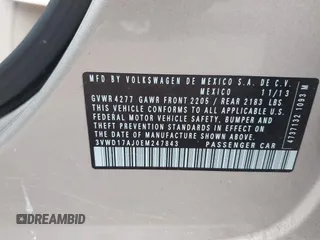 MFD. BY VOLKSWAGEN DE MEXICO S.A. DE C.V.
MEXICO 11/13
GVWR 4277 GAWR FRONT 2205 / REAR 2183 LBS
THIS VEHICLE CONFORMS TO ALL APPLICABLE U.S.
FEDERAL MOTOR VEHICLE SAFETY, BUMPER, AND
THEFT PREVENTION STANDARDS IN EFFECT ON THE
DATE OF MANUFACTURE SHOWN ABOVE.
3VWD17AJ0EM247843 PASSENGER CAR
4737132 1093 M
DREAMBID